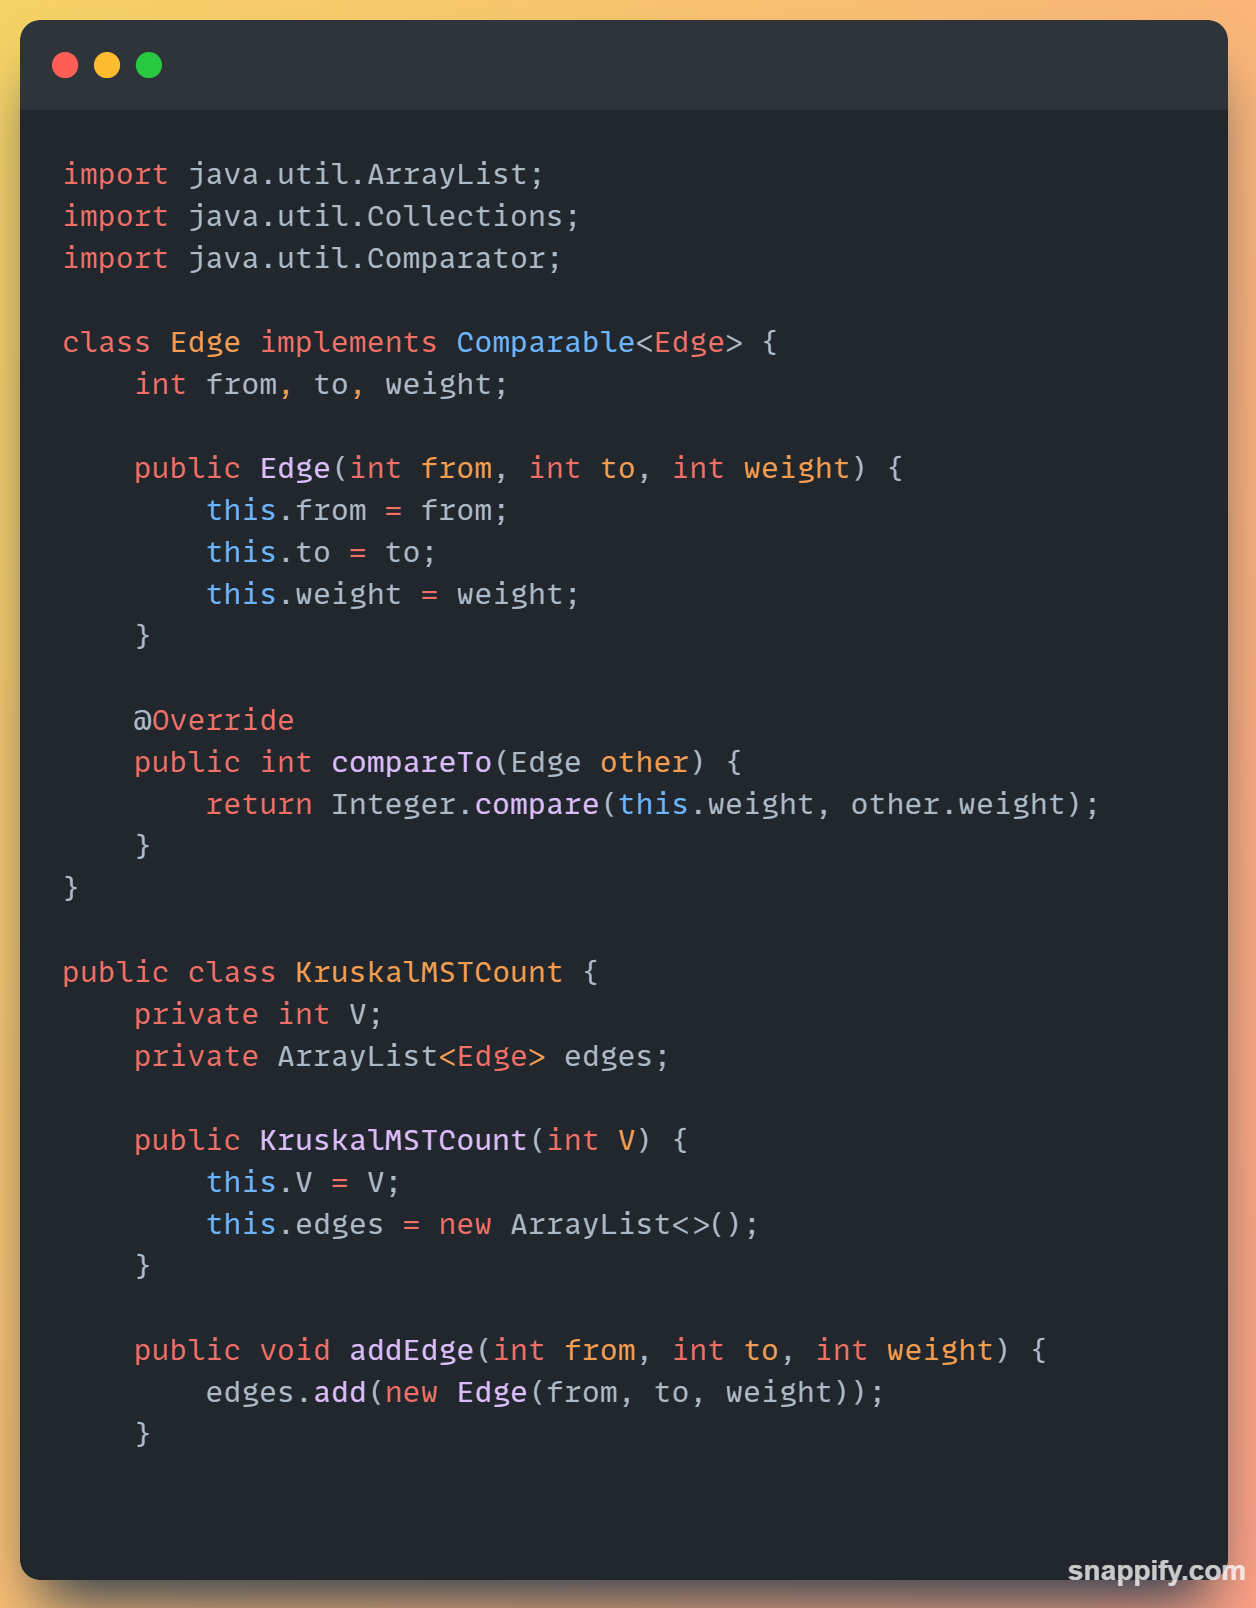 import java.util.ArrayList;
import java.util.Collections;
import java.util.Comparator;

class Edge implements Comparable<Edge> {
    int from, to, weight;

    public Edge(int from, int to, int weight) {
        this.from = from;
        this.to = to;
        this.weight = weight;
    }

    @Override
    public int compareTo(Edge other) {
        return Integer.compare(this.weight, other.weight);
    }
}

public class KruskalMSTCount {
    private int V;
    private ArrayList<Edge> edges;

    public KruskalMSTCount(int V) {
        this.V = V;
        this.edges = new ArrayList<>();
    }

    public void addEdge(int from, int to, int weight) {
        edges.add(new Edge(from, to, weight));
    }
snappify.com